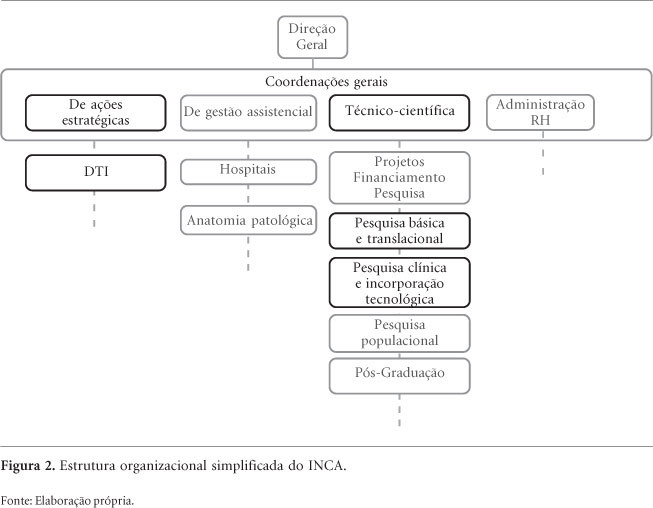 Direção
Geral
Coordenações gerais
De ações
estratégicas
De gestão assistencial
Técnico-científica
Administração
RH
DTI
Hospitais
Anatomia patológica
Projetos
Financiamento
Pesquisa
Pesquisa básica
e translacional
Pesquisa clínica
e incorporação
tecnológica
Pesquisa
populacional
Pós-Graduação
Figura 2. Estrutura organizacional simplificada do INCA.
Fonte: Elaboração própria.